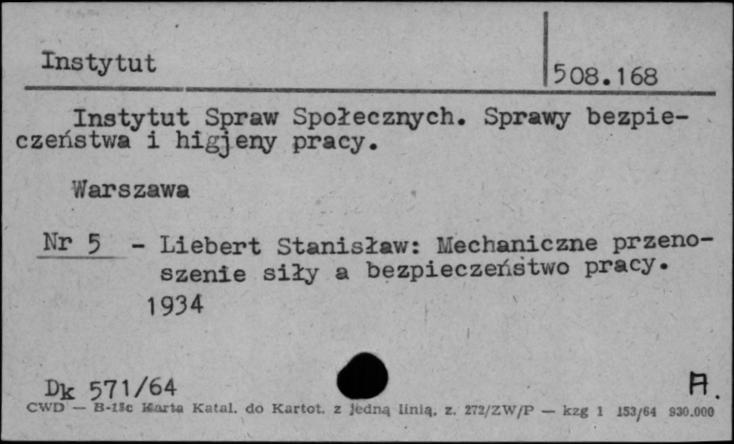 Instytut
508.168
Instytut Spraw Społecznych. Sprawy bezpie-
czeństwa i higjeny pracy.
Warszawa
Nr 5 - Liebert Stanisław: Mechaniczne przeno-
szenie siły a bezpieczeństwo pracy.
1934
Dk 571/64
A.
CWD — B-18c Karta Katal. do Kartot. z jedną linią, z. 272/ZW/P — kzg 1 153/64 930.000